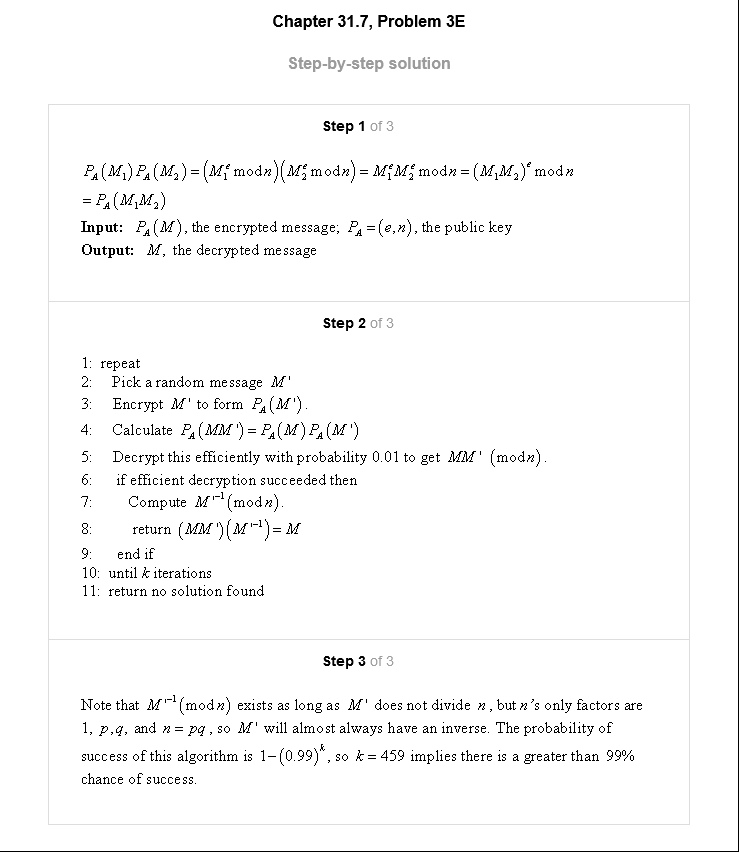 Chapter 31.7, Problem 3E
Step-by-step solution
Step 1 of 3
P_A(M_1)P_A(M_2)=(M_1^e mod n)(M_2^e mod n)=M_1^e M_2^e mod n=(M_1M_2)^e mod n
=P_A(M_1M_2)
Input: P_A(M), the encrypted message; P_A=(e,n), the public key
Output: M, the decrypted message
Step 2 of 3
1: repeat
2: Pick a random message M'
3: Encrypt M' to form P_A(M').
4: Calculate P_A(MM')=P_A(M)P_A(M')
5: Decrypt this efficiently with probability 0.01 to get MM' (mod n).
6: if efficient decryption succeeded then
7: Compute M'^{-1}(mod n).
8: return (MM')(M'^{-1})=M
9: end if
10: until k iterations
11: return no solution found
Step 3 of 3
Note that M'^{-1}(mod n) exists as long as M' does not divide n, but n's only factors are
1, p,q, and n=pq, so M' will almost always have an inverse. The probability of
success of this algorithm is 1-(0.99)^k, so k=459 implies there is a greater than 99%
chance of success.